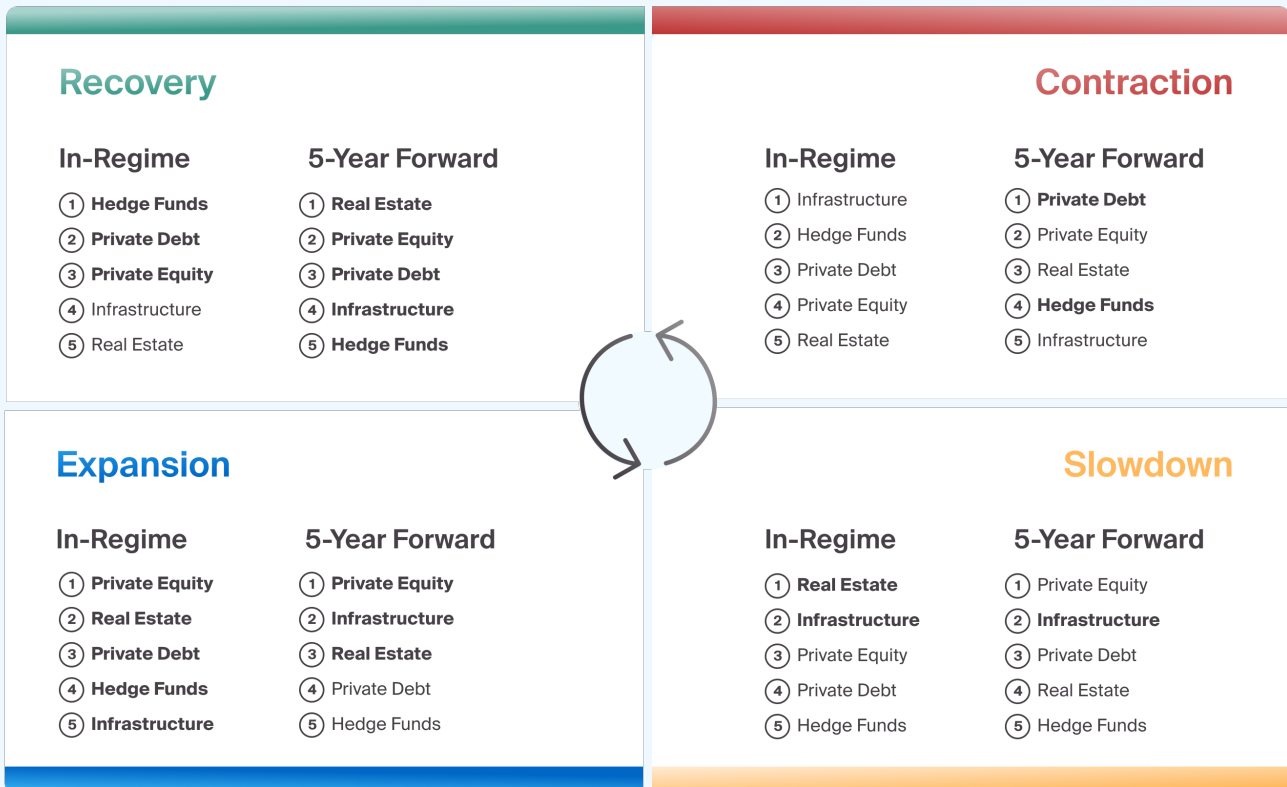 Recovery
In-Regime
1 Hedge Funds
2 Private Debt
3 Private Equity
4 Infrastructure
5 Real Estate
5-Year Forward
1 Real Estate
2 Private Equity
3 Private Debt
4 Infrastructure
5 Hedge Funds
Contraction
In-Regime
1 Infrastructure
2 Hedge Funds
3 Private Debt
4 Private Equity
5 Real Estate
5-Year Forward
1 Private Debt
2 Private Equity
3 Real Estate
4 Hedge Funds
5 Infrastructure
Expansion
In-Regime
1 Private Equity
2 Real Estate
3 Private Debt
4 Hedge Funds
5 Infrastructure
5-Year Forward
1 Private Equity
2 Infrastructure
3 Real Estate
4 Private Debt
5 Hedge Funds
Slowdown
In-Regime
1 Real Estate
2 Infrastructure
3 Private Equity
4 Private Debt
5 Hedge Funds
5-Year Forward
1 Private Equity
2 Infrastructure
3 Private Debt
4 Real Estate
5 Hedge Funds